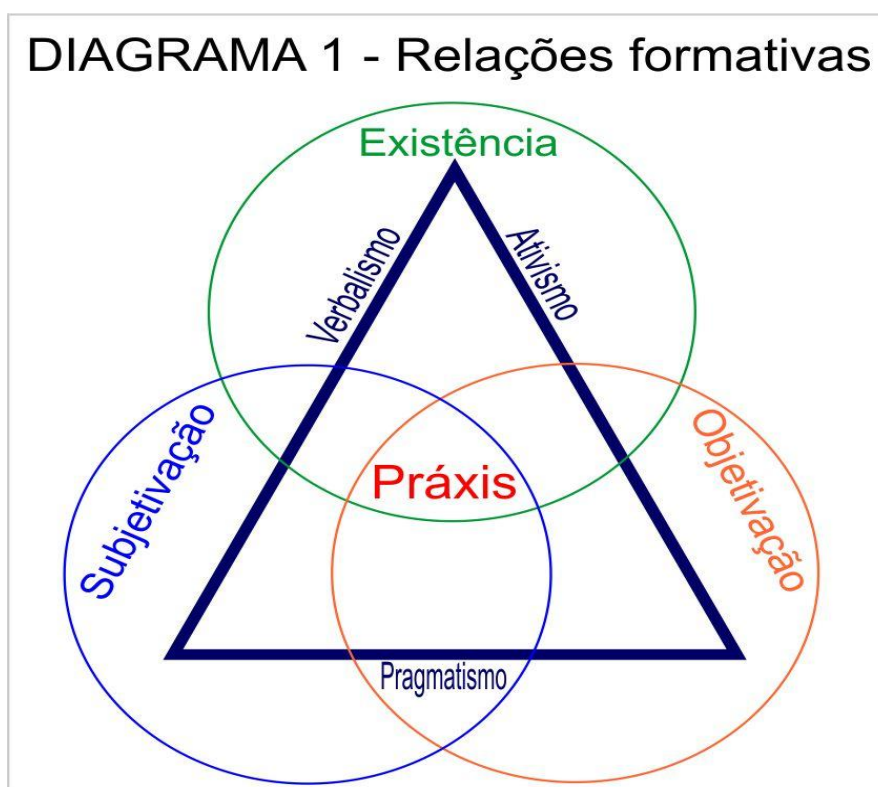 DIAGRAMA 1 - Relações formativas
Existência
Verbalismo
Ativismo
Subjetivação
Objetivação
Práxis
Pragmatismo